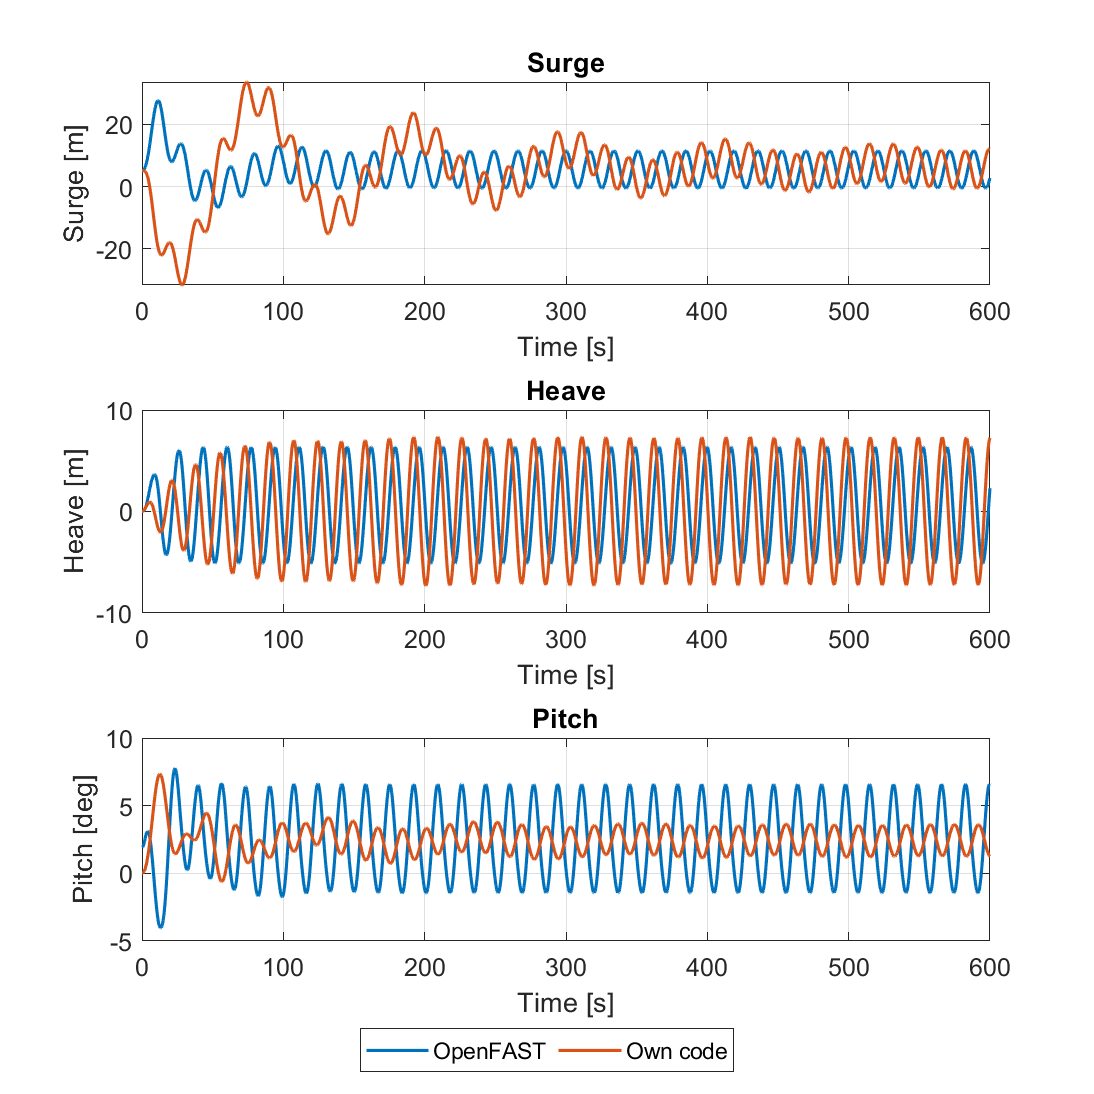 Surge
Surge [m]
20
0
-20
0 100 200 300 400 500 600
Time [s]
Heave
Heave [m]
10
0
-10
0 100 200 300 400 500 600
Time [s]
Pitch
Pitch [deg]
10
5
0
-5
0 100 200 300 400 500 600
Time [s]
OpenFAST Own code